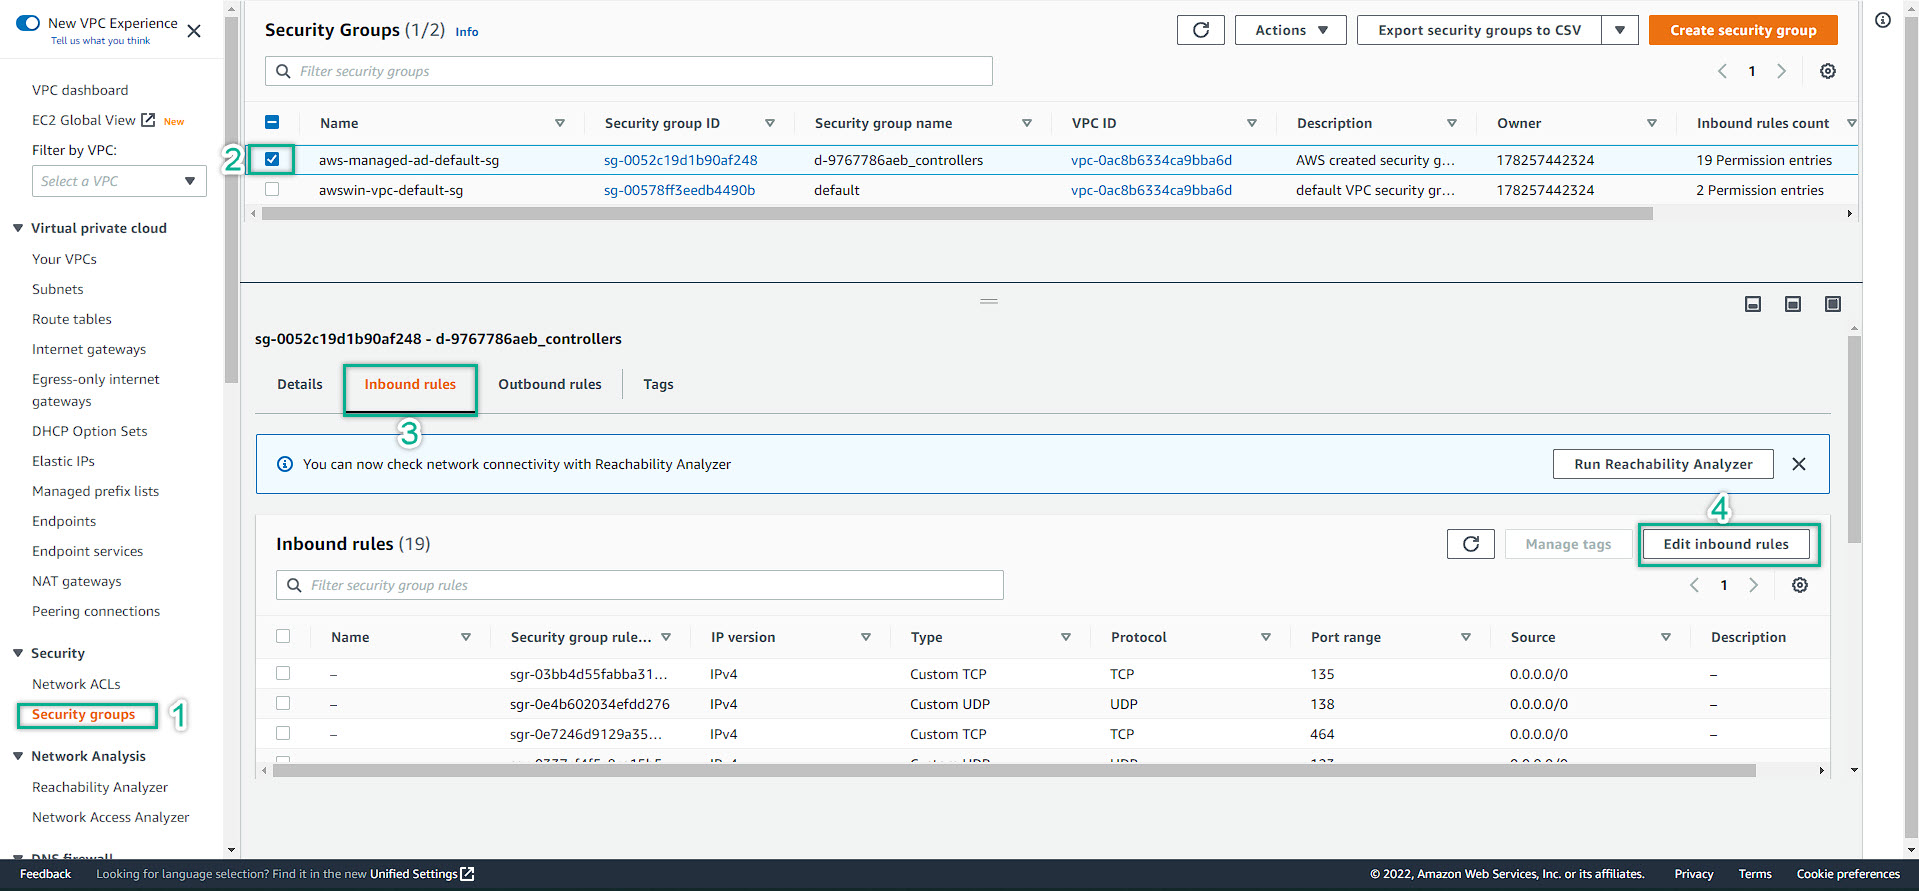 New VPC Experience
Tell us what you think
VPC dashboard
EC2 Global View New
Filter by VPC:
Select a VPC
Virtual private cloud
Your VPCs
Subnets
Route tables
Internet gateways
Egress-only internet
gateways
DHCP Option Sets
Elastic IPs
Managed prefix lists
Endpoints
Endpoint services
NAT gateways
Peering connections
Security
Network ACLs
Security groups 1
Network Analysis
Reachability Analyzer
Network Access Analyzer
DNS firewall
Security Groups (1/2) Info
Actions
Export security groups to CSV
Create security group
Filter security groups
1
Name Security group ID Security group name VPC ID Description Owner Inbound rules count
2 aws-managed-ad-default-sg sg-0052c19d1b90af248 d-9767786aeb_controllers vpc-0ac8b6334ca9bba6d AWS created security g... 178257442324 19 Permission entries
awswin-vpc-default-sg sg-00578ff3eedb4490b default vpc-0ac8b6334ca9bba6d default VPC security gr... 178257442324 2 Permission entries
sg-0052c19d1b90af248 - d-9767786aeb_controllers
Details Inbound rules Outbound rules Tags
3
You can now check network connectivity with Reachability Analyzer Run Reachability Analyzer
4
Inbound rules (19) Manage tags Edit inbound rules
Filter security group rules
1
Name Security group rule... IP version Type Protocol Port range Source Description
– sgr-03bb4d55fabba31... IPv4 Custom TCP TCP 135 0.0.0.0/0 –
– sgr-0e4b602034efdd276 IPv4 Custom UDP UDP 138 0.0.0.0/0 –
– sgr-0e7246d9129a35... IPv4 Custom TCP TCP 464 0.0.0.0/0 –
Feedback Looking for language selection? Find it in the new Unified Settings © 2022, Amazon Web Services, Inc. or its affiliates. Privacy Terms Cookie preferences